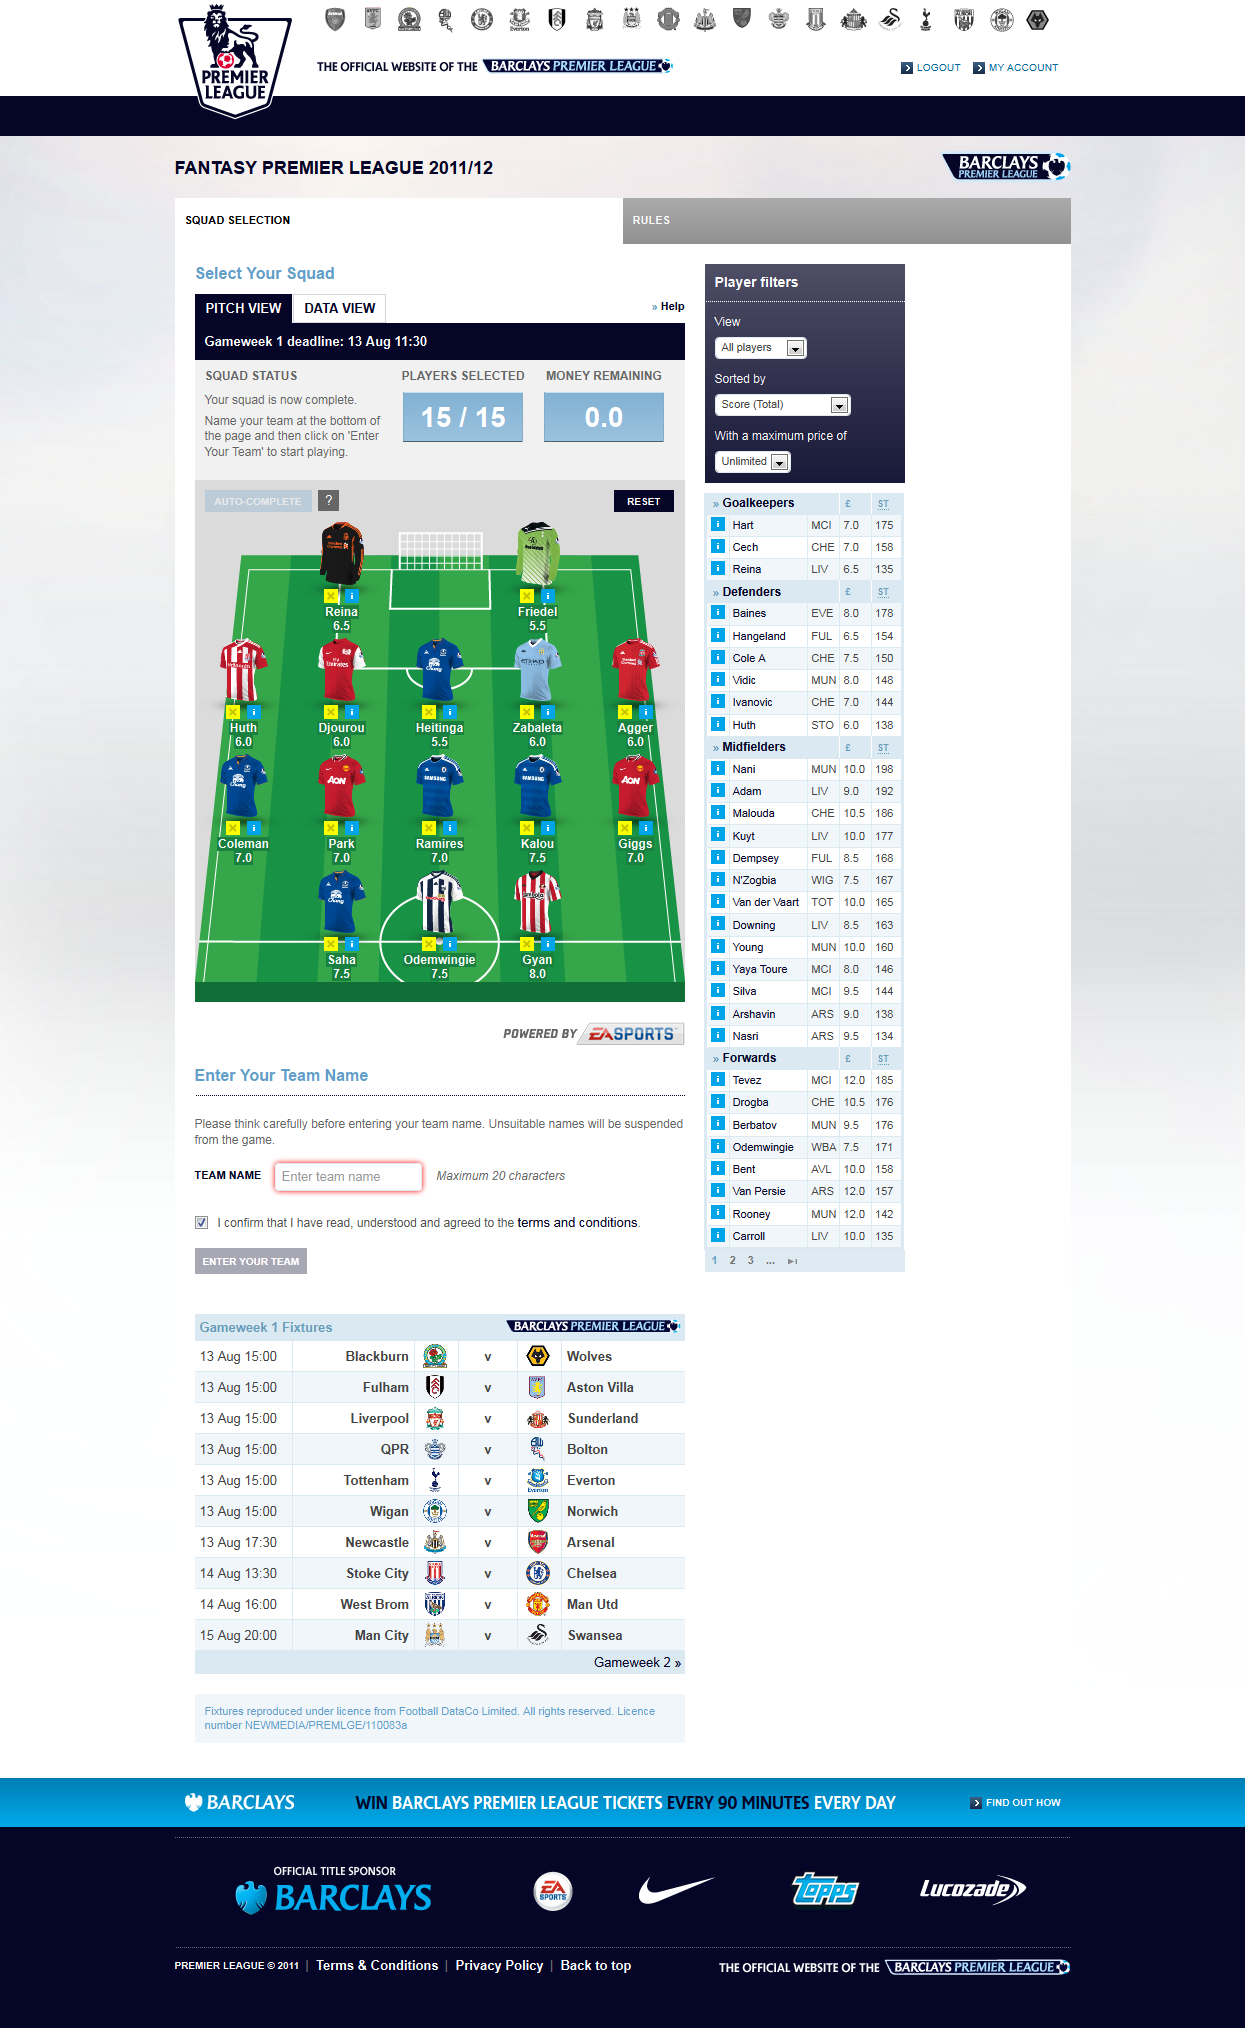 PREMIER
LEAGUE
THE OFFICIAL WEBSITE OF THE BARCLAYS PREMIER LEAGUE
LOGOUT MY ACCOUNT
FANTASY PREMIER LEAGUE 2011/12
BARCLAYS
PREMIER LEAGUE
SQUAD SELECTION
RULES
Select Your Squad
PITCH VIEW DATA VIEW
» Help
Gameweek 1 deadline: 13 Aug 11:30
SQUAD STATUS
Your squad is now complete.
Name your team at the bottom of
the page and then click on 'Enter
Your Team' to start playing.
PLAYERS SELECTED
15 / 15
MONEY REMAINING
0.0
AUTO-COMPLETE ? RESET
Reina
6.5
Friedel
5.5
Huth
6.0
Djourou
6.0
Heitinga
5.5
Zabaleta
6.0
Agger
6.0
Coleman
7.0
Park
7.0
Ramires
7.0
Kalou
7.5
Giggs
7.0
Saha
7.5
Odemwingie
7.5
Gyan
8.0
POWERED BY EA SPORTS
Enter Your Team Name
Please think carefully before entering your team name. Unsuitable names will be suspended
from the game.
TEAM NAME Enter team name Maximum 20 characters
I confirm that I have read, understood and agreed to the terms and conditions.
ENTER YOUR TEAM
Player filters
View
All players
Sorted by
Score (Total)
With a maximum price of
Unlimited
» Goalkeepers £ ST
Hart MCI 7.0 175
Cech CHE 7.0 158
Reina LIV 6.5 135
» Defenders £ ST
Baines EVE 8.0 178
Hangeland FUL 6.5 154
Cole A CHE 7.5 150
Vidic MUN 8.0 148
Ivanovic CHE 7.0 144
Huth STO 6.0 138
» Midfielders £ ST
Nani MUN 10.0 198
Adam LIV 9.0 192
Malouda CHE 10.5 186
Kuyt LIV 10.0 177
Dempsey FUL 8.5 168
N'Zogbia WIG 7.5 167
Van der Vaart TOT 10.0 165
Downing LIV 8.5 163
Young MUN 10.0 160
Yaya Toure MCI 8.0 146
Silva MCI 9.5 144
Arshavin ARS 9.0 138
Nasri ARS 9.5 134
» Forwards £ ST
Tevez MCI 12.0 185
Drogba CHE 10.5 176
Berbatov MUN 9.5 176
Odemwingie WBA 7.5 171
Bent AVL 10.0 158
Van Persie ARS 12.0 157
Rooney MUN 12.0 142
Carroll LIV 10.0 135
1 2 3 ...
Gameweek 1 Fixtures BARCLAYS PREMIER LEAGUE
13 Aug 15:00 Blackburn v Wolves
13 Aug 15:00 Fulham v Aston Villa
13 Aug 15:00 Liverpool v Sunderland
13 Aug 15:00 QPR v Bolton
13 Aug 15:00 Tottenham v Everton
13 Aug 15:00 Wigan v Norwich
13 Aug 17:30 Newcastle v Arsenal
14 Aug 13:30 Stoke City v Chelsea
14 Aug 16:00 West Brom v Man Utd
15 Aug 20:00 Man City v Swansea
Gameweek 2 »
Fixtures reproduced under licence from Football DataCo Limited. All rights reserved. Licence
number NEWMEDIA/PREMLGE/110083a
BARCLAYS WIN BARCLAYS PREMIER LEAGUE TICKETS EVERY 90 MINUTES EVERY DAY FIND OUT HOW
OFFICIAL TITLE SPONSOR
BARCLAYS
EA
SPORTS
Topps
Lucozade
PREMIER LEAGUE © 2011 | Terms & Conditions | Privacy Policy | Back to top
THE OFFICIAL WEBSITE OF THE BARCLAYS PREMIER LEAGUE